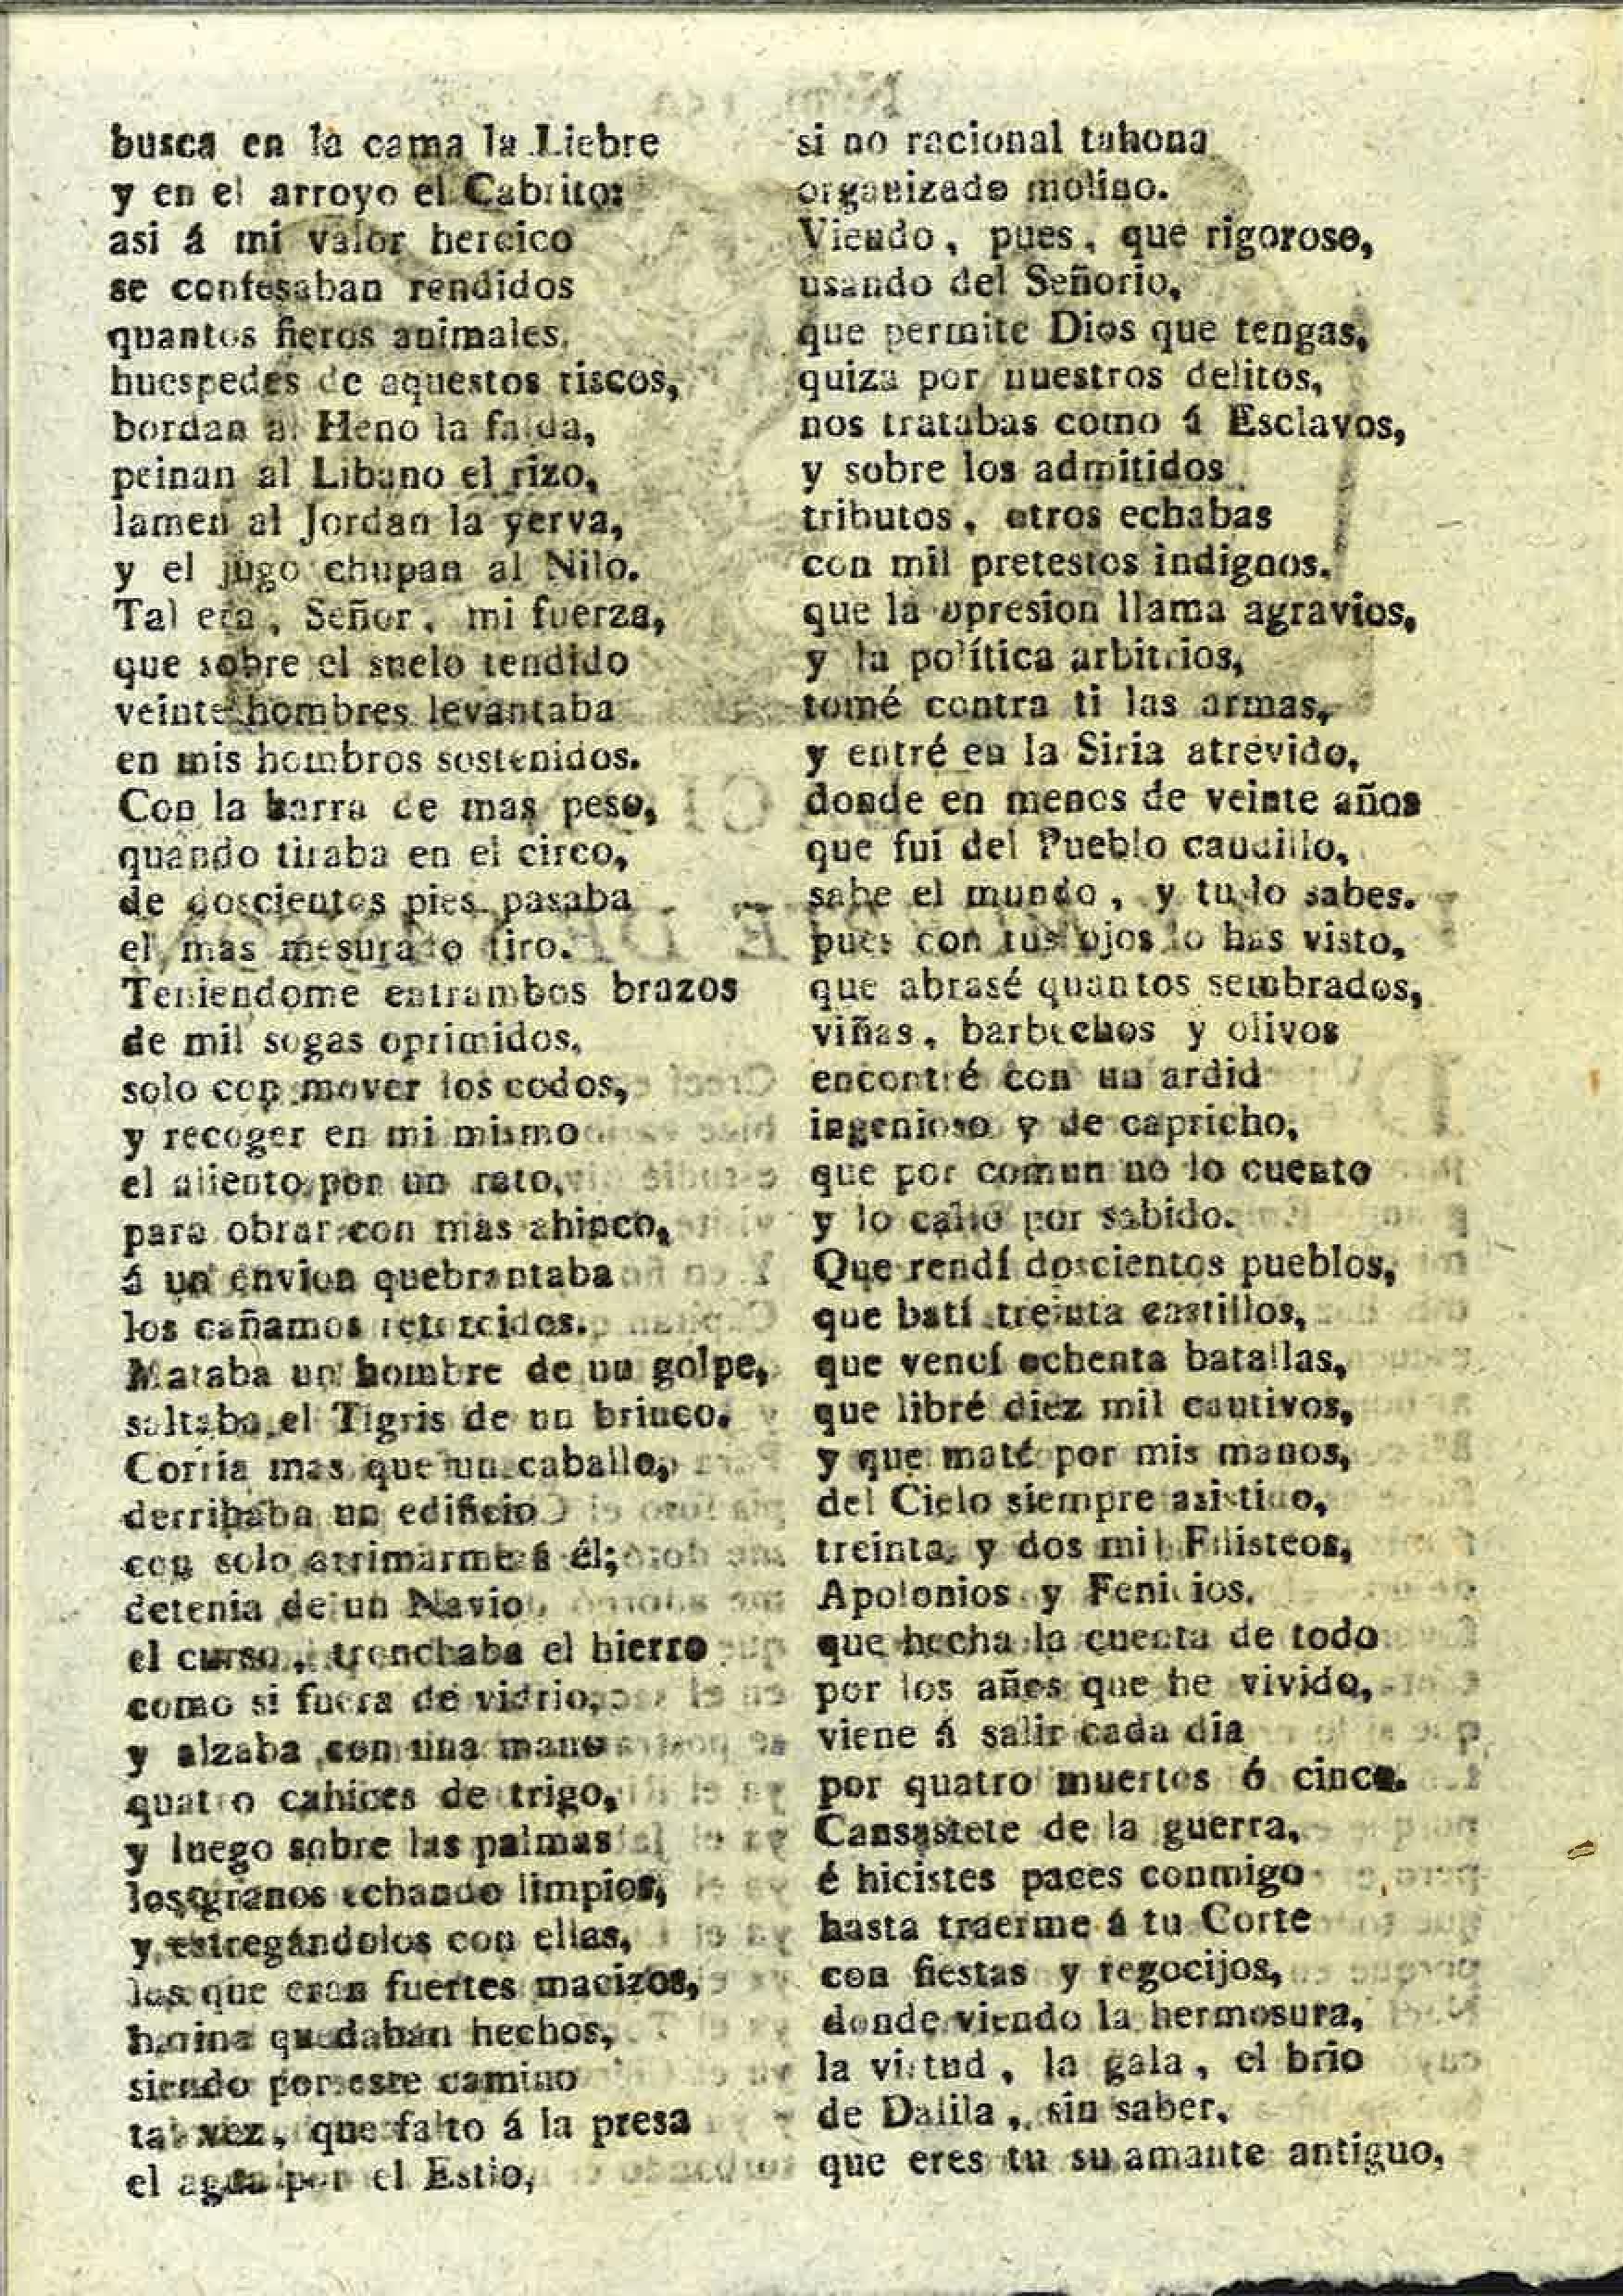 busca en la cama la Liebre
y en el arroyo el Cabrito:
asi á mi valor heroico
se confesaban rendidos
quantos fieros animales,
huespedes de aquestos riscos,
bordan al Heno la falda,
peinan al Libano el rizo,
lamen al Jordan la yerva,
y el jugo chupan al Nilo.
Tal era, Señor, mi fuerza,
que sobre el suelo tendido
veinte hombres levantaba
en mis hombros sostenidos.
Con la barra de mas peso,
quando tiraba en el circo,
de doscientos pies pasaba
el mas mesurado tiro.
Teniendome entrambos brazos
de mil sogas oprimidos,
solo con mover los codos,
y recoger en mi mismo
el aliento por un rato,
para obrar con mas ahinco,
á un envion quebrantaba
los cañamos retorcidos.
Mataba un hombre de un golpe,
saltaba el Tigris de un brinco.
Corria mas que un caballo,
derribaba un edificio
con solo arrimarme á él;
detenia de un Navio
el curso, tronchaba el hierro
como si fuera de vidrio,
y alzaba con una mano
quatro cahices de trigo,
y luego sobre las palmas
los granos echando limpios,
y estregándolos con ellas,
los que eran fuertes macizos,
harina quedaban hechos,
siendo por este camino
tal vez, que falto á la presa
el agua por el Estio,
si no racional tahona
organizado molino.
Viendo, pues, que rigoroso,
usando del Señorio,
que permite Dios que tengas,
quiza por nuestros delitos,
nos tratabas como á Esclavos,
y sobre los admitidos
tributos, otros echabas
con mil pretestos indignos,
que la opresion llama agravios,
y la política arbitrios,
tomé contra ti las armas,
y entré en la Siria atrevido,
donde en menos de veinte años
que fui del Pueblo caudillo,
sabe el mundo, y tu lo sabes,
pues con tus ojos lo has visto,
que abrasé quantos sembrados,
viñas, barbechos y olivos
encontré con un ardid
ingenioso y de capricho,
que por comun no lo cuento
y lo callo por sabido.
Que rendí doscientos pueblos,
que batí treinta castillos,
que vencí ochenta batallas,
que libré diez mil cautivos,
y que maté por mis manos,
del Cielo siempre asistido,
treinta y dos mil Filisteos,
Apolonios y Fenicios,
que hecha la cuenta de todo
por los años que he vivido,
viene á salir cada dia
por quatro muertos ó cinco.
Cansastete de la guerra,
é hicistes paces conmigo
hasta traerme á tu Corte
con fiestas y regocijos,
donde viendo la hermosura,
la virtud, la gala, el brio
de Dalila, sin saber,
que eres tu su amante antiguo,